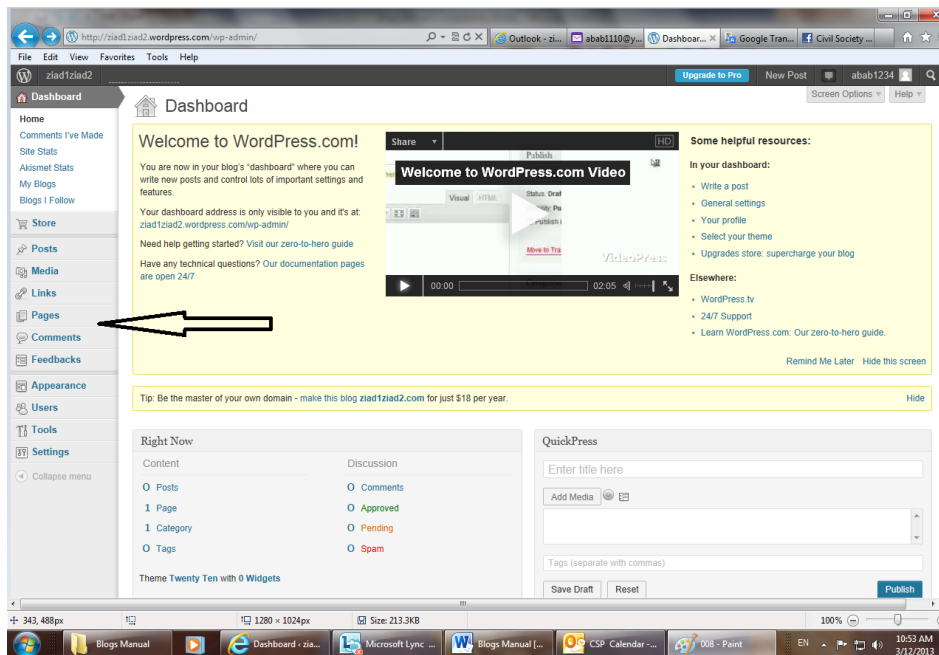 http://ziad1ziad2.wordpress.com/wp-admin/
Outlook - zi...
abab1110@y...
Dashboar...
Google Tran...
Civil Society ...
File Edit View Favorites Tools Help
ziad1ziad2
Upgrade to Pro
New Post
abab1234
Dashboard
Home
Comments I've Made
Site Stats
Akismet Stats
My Blogs
Blogs I Follow
Store
Posts
Media
Links
Pages
Comments
Feedbacks
Appearance
Users
Tools
Settings
Collapse menu
Screen Options
Help
Dashboard
Welcome to WordPress.com!
You are now in your blog's "dashboard" where you can
write new posts and control lots of important settings and
features.
Your dashboard address is only visible to you and it's at:
ziad1ziad2.wordpress.com/wp-admin/
Need help getting started? Visit our zero-to-hero guide
Have any technical questions? Our documentation pages
are open 24/7
Share
HD
Publish
Welcome to WordPress.com Video
Visual HTML
Status: Draf
Publish i
Move to Tra
VideoPress
00:00
02:05
Some helpful resources:
In your dashboard:
Write a post
General settings
Your profile
Select your theme
Upgrades store: supercharge your blog
Elsewhere:
WordPress.tv
24/7 Support
Learn WordPress.com: Our zero-to-hero guide.
Remind Me Later Hide this screen
Tip: Be the master of your own domain - make this blog ziad1ziad2.com for just $18 per year.
Hide
Right Now
Content
Discussion
0 Posts
0 Comments
1 Page
0 Approved
1 Category
0 Pending
0 Tags
0 Spam
Theme Twenty Ten with 0 Widgets
QuickPress
Enter title here
Add Media
Tags (separate with commas)
Save Draft
Reset
Publish
343, 488px
1280 × 1024px
Size: 213.3KB
100%
Blogs Manual
Dashboard ‹ zia...
Microsoft Lync ...
Blogs Manual [...
CSP Calendar -...
008 - Paint
EN
10:53 AM
3/12/2013